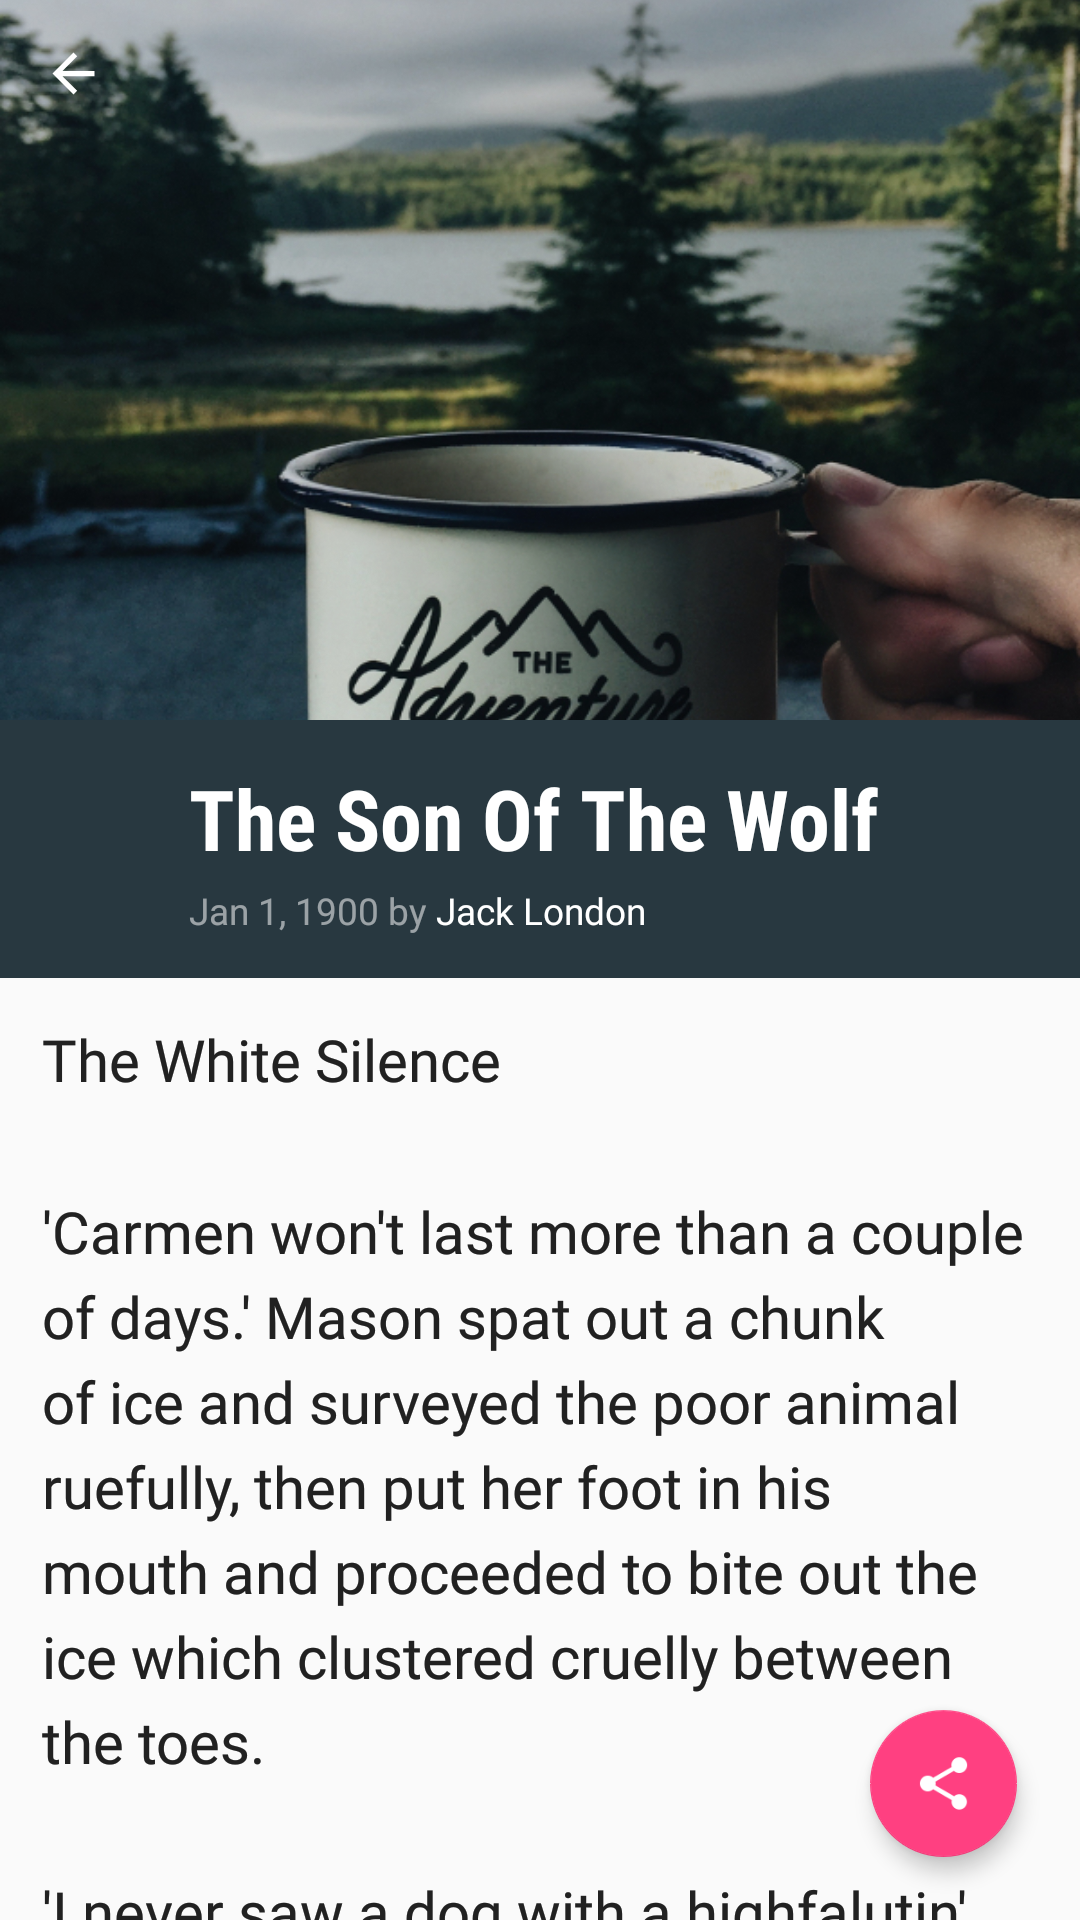 THE
Adventure
The Son Of The Wolf
Jan 1, 1900 by Jack London
The White Silence
'Carmen won't last more than a couple
of days.' Mason spat out a chunk
of ice and surveyed the poor animal
ruefully, then put her foot in his
mouth and proceeded to bite out the
ice which clustered cruelly between
the toes.
'I never saw a dog with a highfalutin'